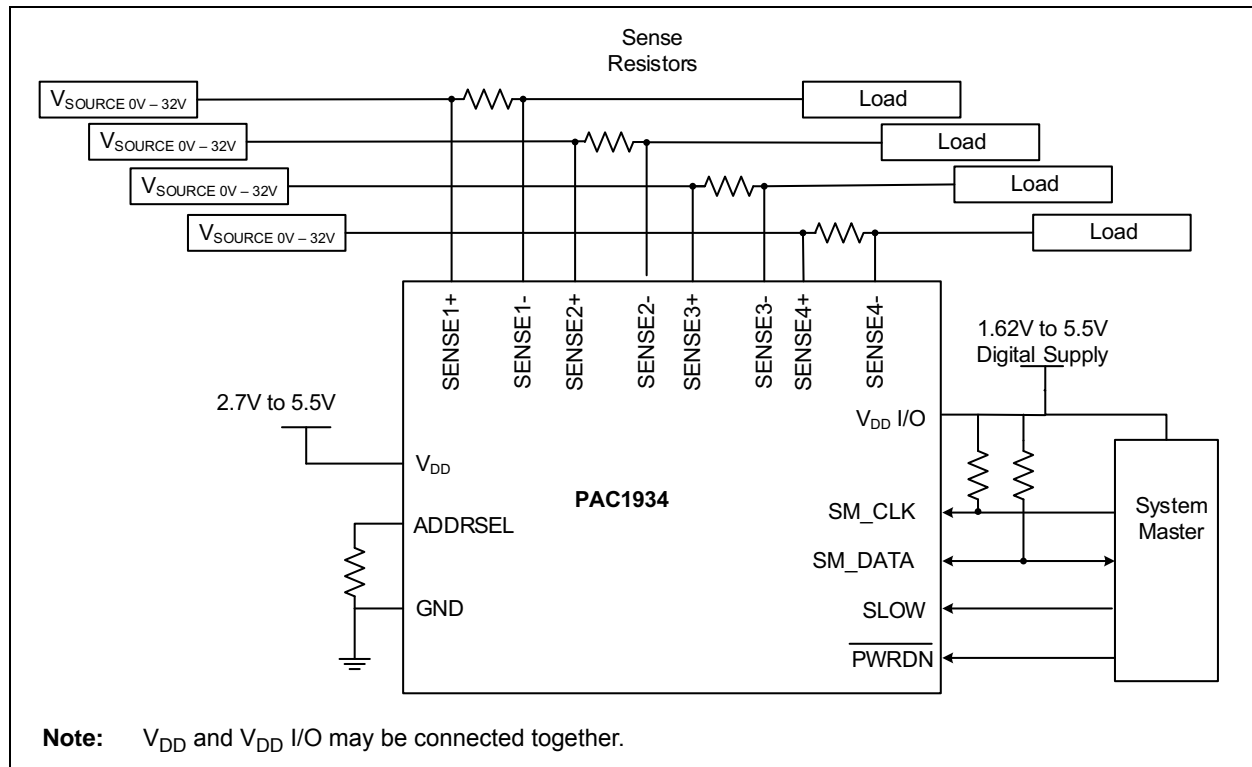 Sense
Resistors
VSOURCE 0V – 32V
Load
VSOURCE 0V – 32V
Load
VSOURCE 0V – 32V
Load
VSOURCE 0V – 32V
Load
SENSE1+
SENSE1-
SENSE2+
SENSE2-
SENSE3+
SENSE3-
SENSE4+
SENSE4-
1.62V to 5.5V
Digital Supply
2.7V to 5.5V
VDD I/O
VDD
PAC1934
ADDRSEL
SM_CLK
System
Master
SM_DATA
GND
SLOW
PWRDN
Note: VDD and VDD I/O may be connected together.